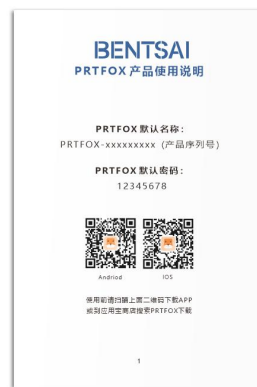 BENTSAI
PRTFOX 产品使用说明
PRTFOX 默认名称：
PRTFOX-xxxxxxxxx (产品序列号)
PRTFOX 默认密码：
12345678
Andriod
IOS
使用前请扫描上面二维码下载APP
或到应用宝商店搜索PRTFOX下载
1